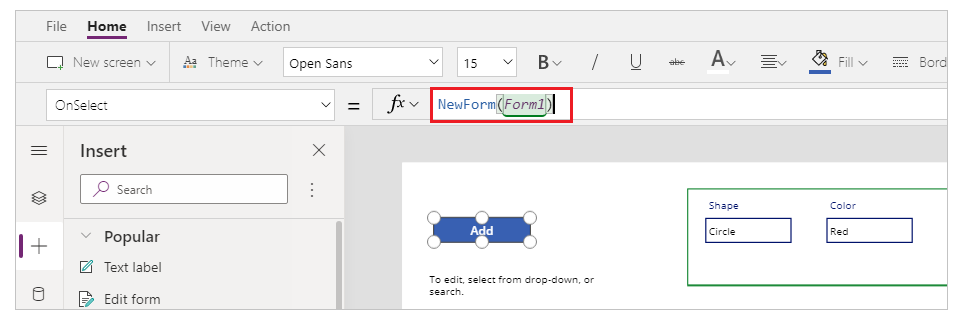 File Home Insert View Action
New screen Aa Theme Open Sans 15 B / U abc A Fill Bord
OnSelect = fx NewForm(Form1)
Insert
Search
Popular
Text label
Edit form
Add
To edit, select from drop-down, or
search.
Shape Color
Circle Red